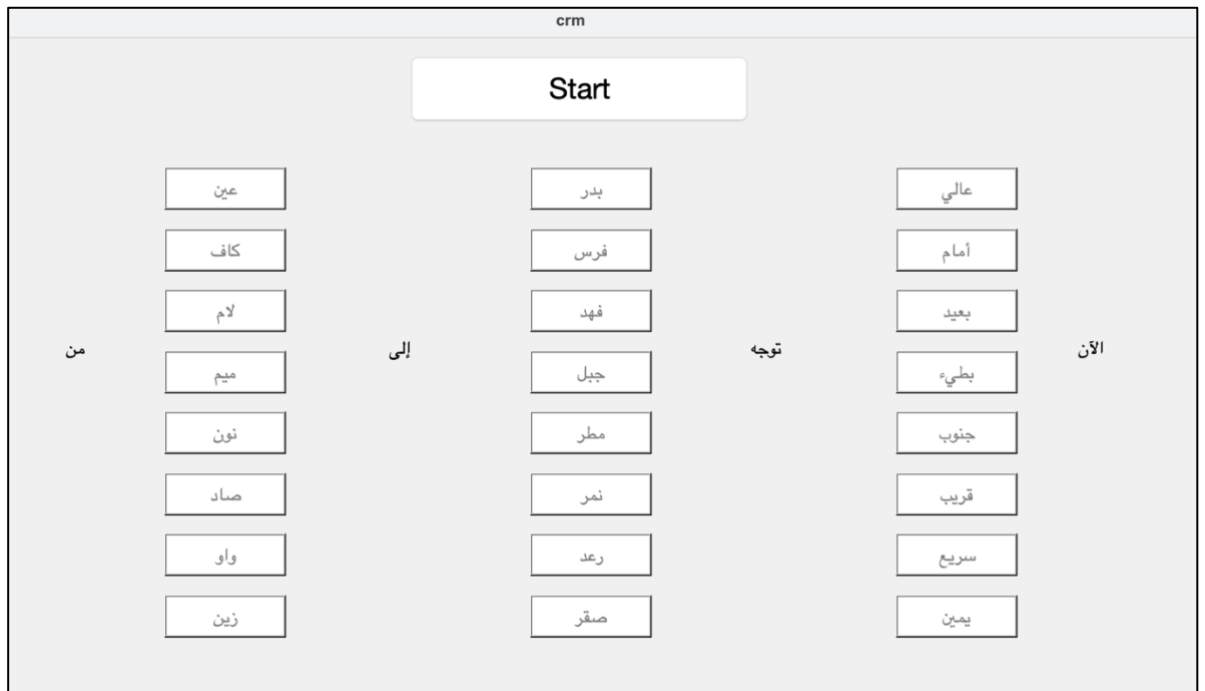 crm
Start
عالي بدر عين
أمام فرس كاف
بعيد فهد لام
الآن توجه إلى من
بطيء جبل ميم
جنوب مطر نون
قريب نمر صاد
سريع رعد واو
يمين صقر زين